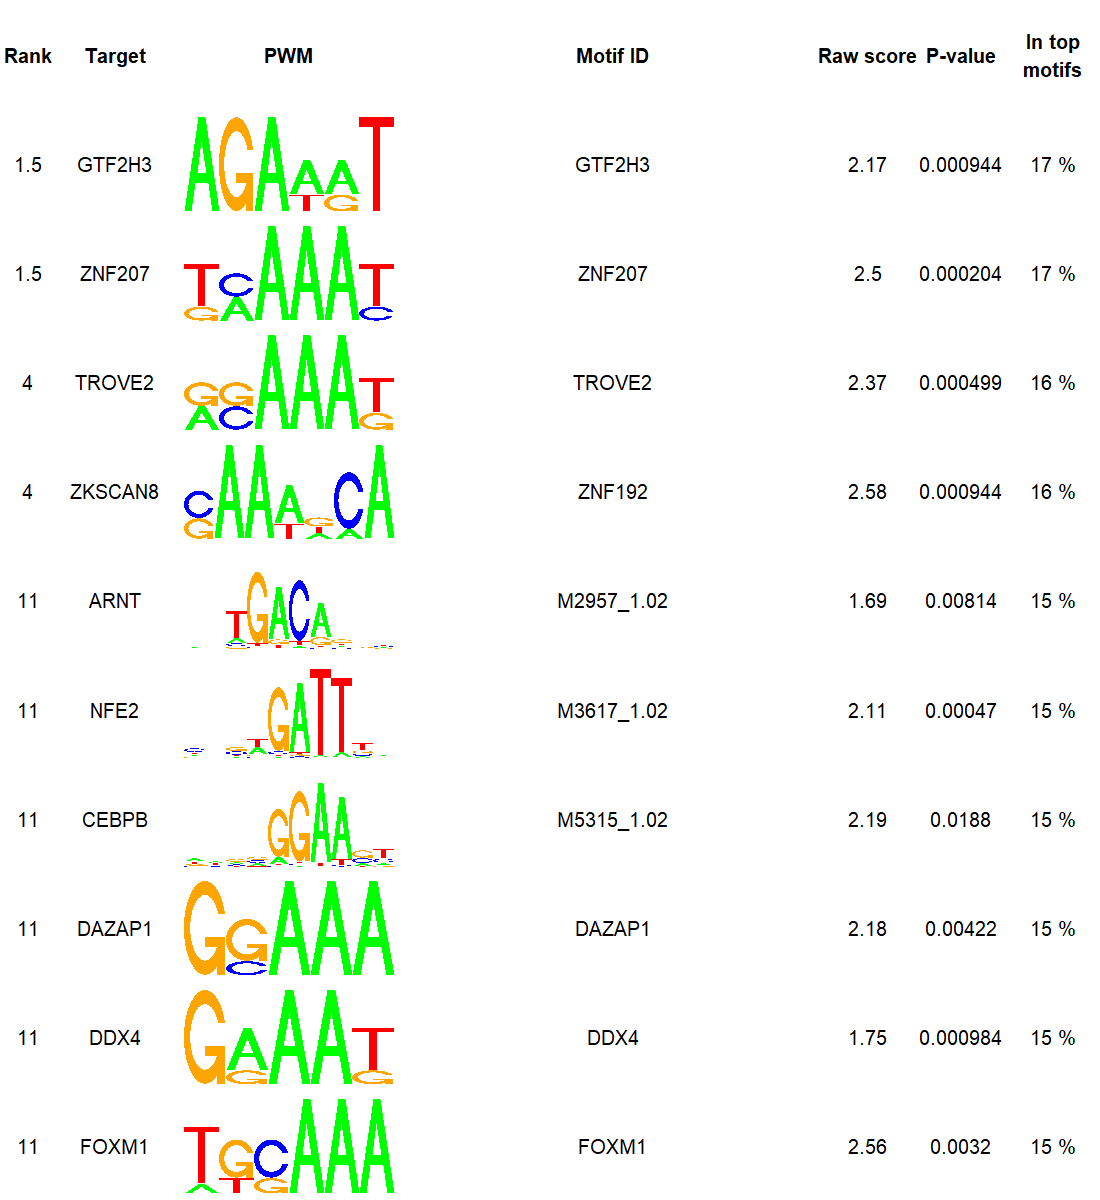 Rank Target PWM Motif ID Raw score P-value In top motifs
1.5 GTF2H3 GTF2H3 2.17 0.000944 17 %
1.5 ZNF207 ZNF207 2.5 0.000204 17 %
4 TROVE2 TROVE2 2.37 0.000499 16 %
4 ZKSCAN8 ZNF192 2.58 0.000944 16 %
11 ARNT M2957_1.02 1.69 0.00814 15 %
11 NFE2 M3617_1.02 2.11 0.00047 15 %
11 CEBPB M5315_1.02 2.19 0.0188 15 %
11 DAZAP1 DAZAP1 2.18 0.00422 15 %
11 DDX4 DDX4 1.75 0.000984 15 %
11 FOXM1 FOXM1 2.56 0.0032 15 %